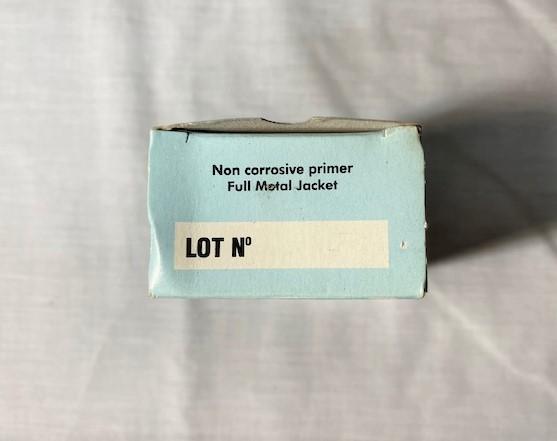 Non corrosive primer
Full Metal Jacket
LOT Nº